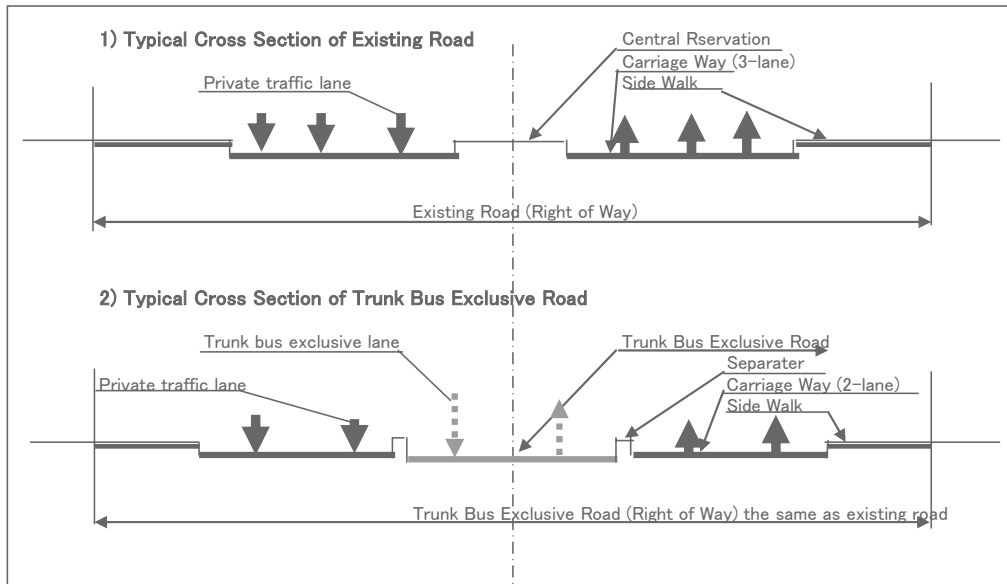 1) Typical Cross Section of Existing Road
Central Rservation
Carriage Way (3-lane)
Side Walk
Private traffic lane
Existing Road (Right of Way)
2) Typical Cross Section of Trunk Bus Exclusive Road
Trunk bus exclusive lane
Trunk Bus Exclusive Road
Separater
Private traffic lane
Carriage Way (2-lane)
Side Walk
Trunk Bus Exclusive Road (Right of Way) the same as existing road